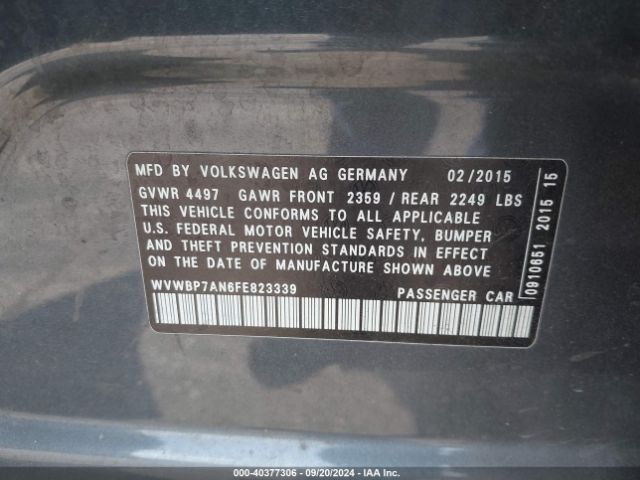 MFD BY VOLKSWAGEN AG GERMANY 02/2015
GVWR 4497 GAWR FRONT 2359 / REAR 2249 LBS
THIS VEHICLE CONFORMS TO ALL APPLICABLE
U.S. FEDERAL MOTOR VEHICLE SAFETY, BUMPER
AND THEFT PREVENTION STANDARDS IN EFFECT
ON THE DATE OF MANUFACTURE SHOWN ABOVE
WVWBP7AN6FE823339 PASSENGER CAR
0910651 2015 15
000-40377306 - 09/20/2024 - IAA Inc.